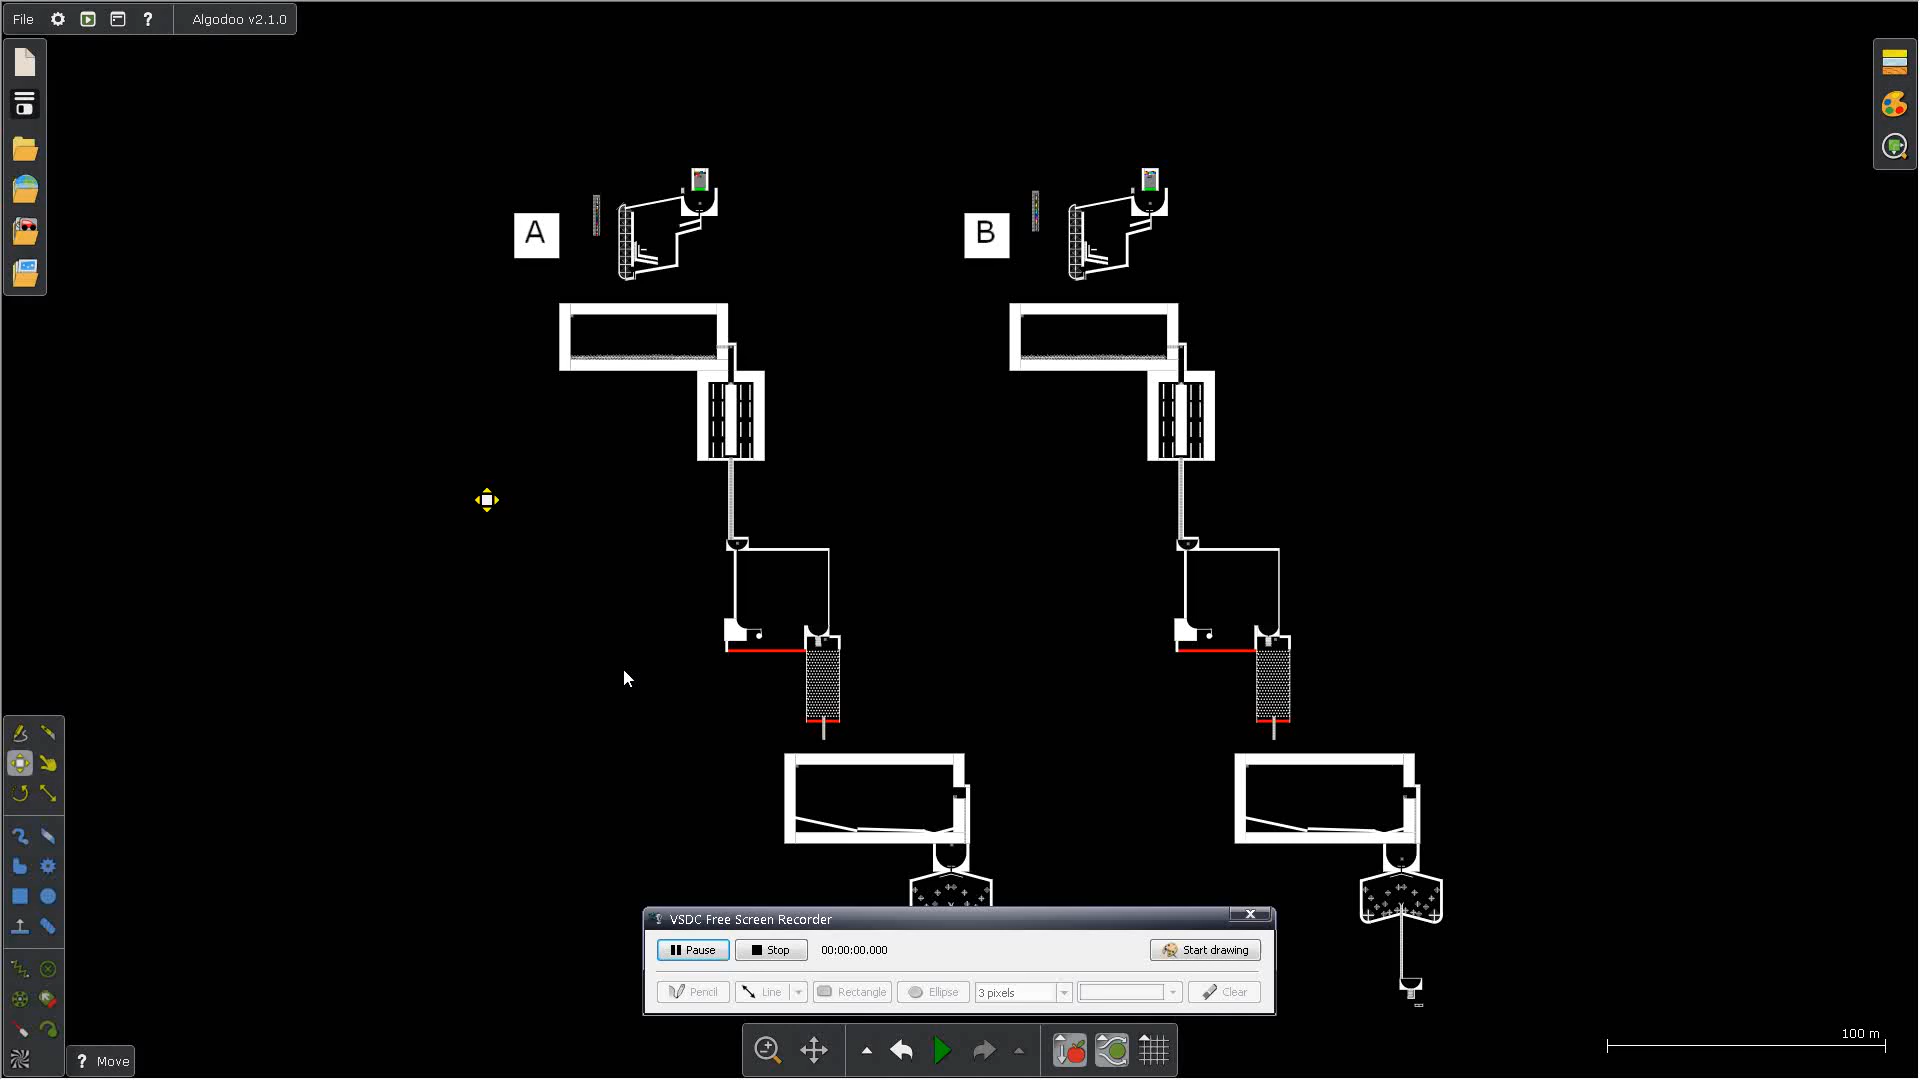 File ? Algodoo v2.1.0
A
B
VSDC Free Screen Recorder
Pause Stop 00:00:00.000 Start drawing
Pencil Line Rectangle Ellipse 3 pixels Clear
100 m
? Move